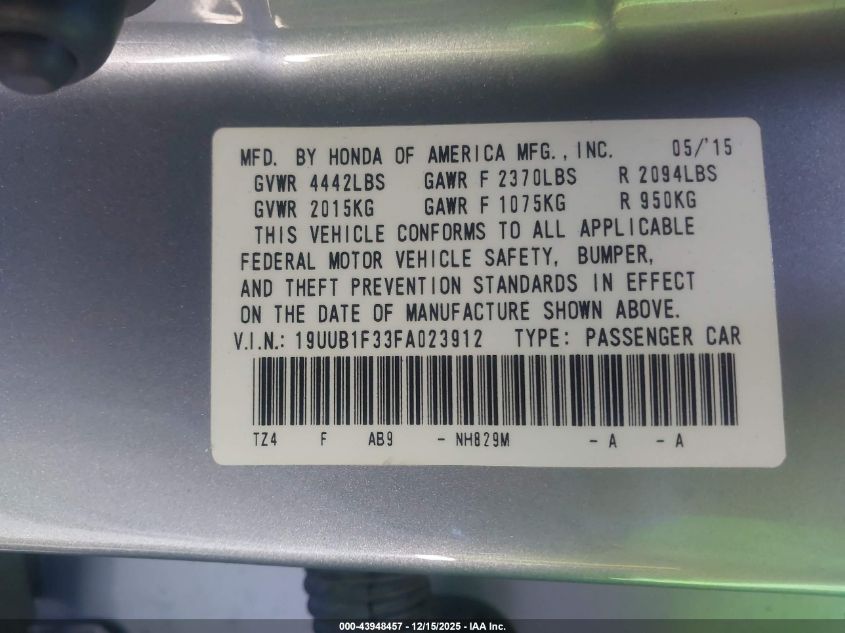 MFD. BY HONDA OF AMERICA MFG., INC. 05/'15
GVWR 4442LBS GAWR F 2370LBS R 2094LBS
GVWR 2015KG GAWR F 1075KG R 950KG
THIS VEHICLE CONFORMS TO ALL APPLICABLE
FEDERAL MOTOR VEHICLE SAFETY, BUMPER,
AND THEFT PREVENTION STANDARDS IN EFFECT
ON THE DATE OF MANUFACTURE SHOWN ABOVE.
V.I.N.: 19UUB1F33FA023912 TYPE: PASSENGER CAR
TZ4 F AB9 - NH829M - A - A
000-43948457 - 12/15/2025 - IAA Inc.